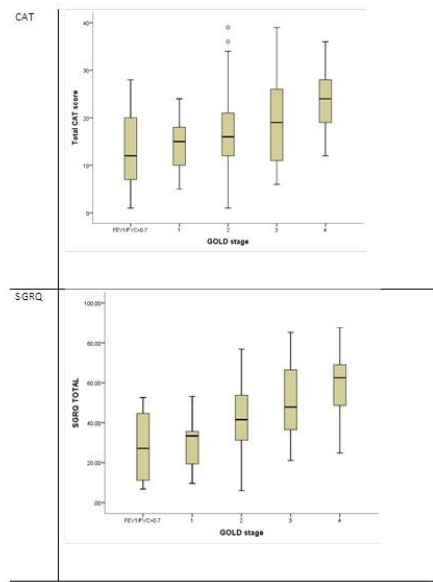 CAT
40
30
20
10
0
Total CAT score
FEV1/FVC>0.7 1 2 3 4
GOLD stage
SGRQ
100.00
80.00
60.00
40.00
20.00
.00
SGRQ TOTAL
FEV1/FVC>0.7 1 2 3 4
GOLD stage